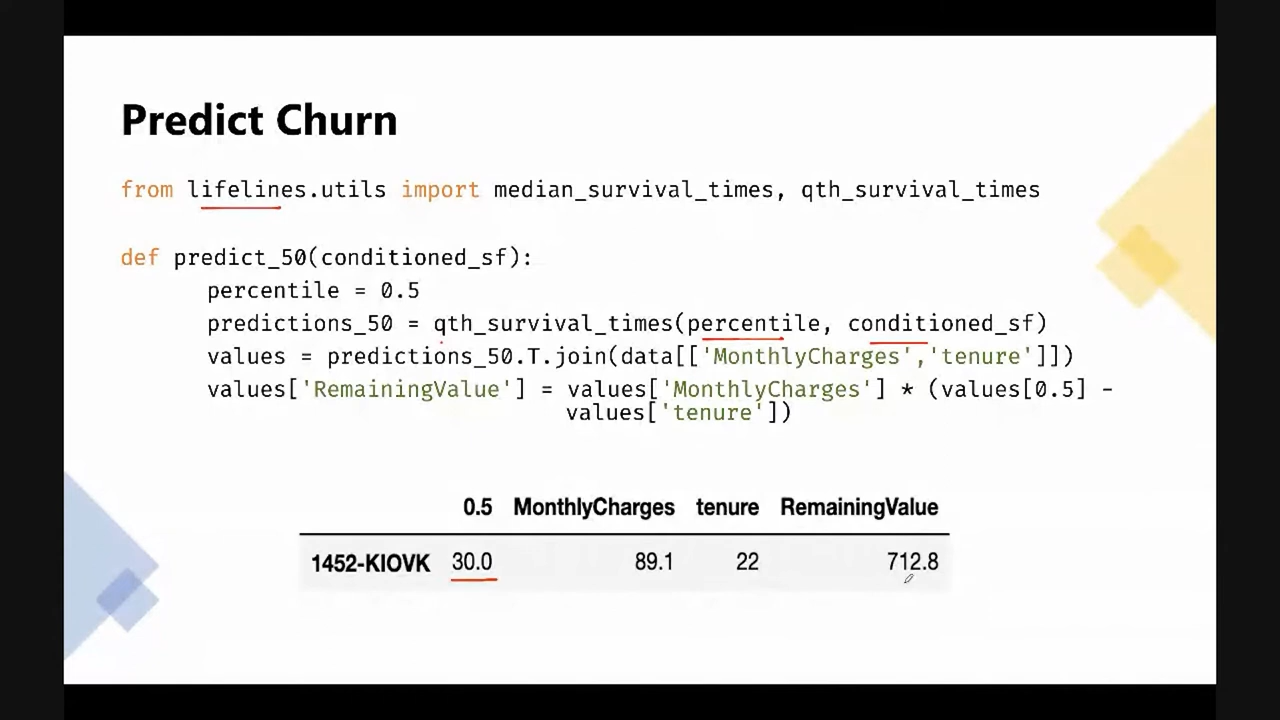 Predict Churn
from lifelines.utils import median_survival_times, qth_survival_times
def predict_50(conditioned_sf):
percentile = 0.5
predictions_50 = qth_survival_times(percentile, conditioned_sf)
values = predictions_50.T.join(data[['MonthlyCharges','tenure']])
values['RemainingValue'] = values['MonthlyCharges'] * (values[0.5] -
values['tenure'])
0.5 MonthlyCharges tenure RemainingValue
1452-KIOVK 30.0 89.1 22 712.8